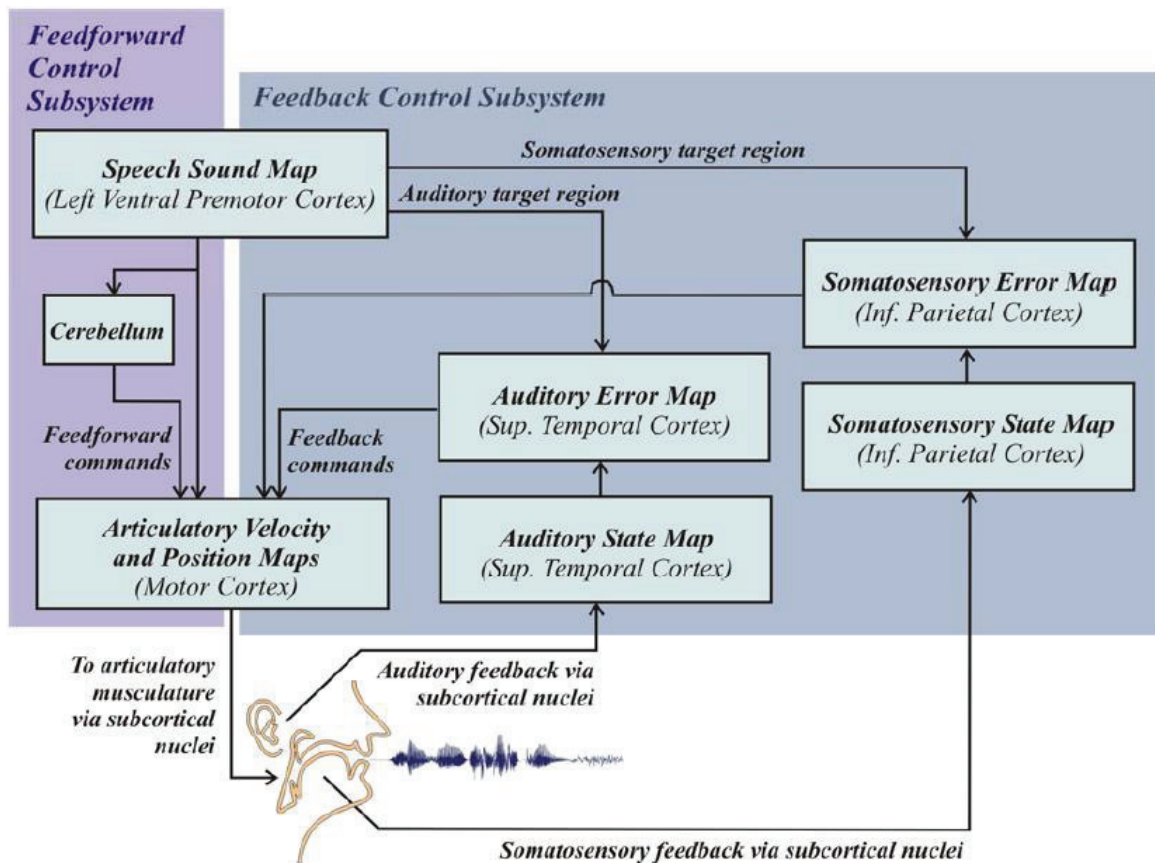 Feedforward
Control
Subsystem
Feedback Control Subsystem
Speech Sound Map
(Left Ventral Premotor Cortex)
Somatosensory target region
Auditory target region
Cerebellum
Somatosensory Error Map
(Inf. Parietal Cortex)
Auditory Error Map
(Sup. Temporal Cortex)
Somatosensory State Map
(Inf. Parietal Cortex)
Feedforward
commands
Feedback
commands
Articulatory Velocity
and Position Maps
(Motor Cortex)
Auditory State Map
(Sup. Temporal Cortex)
To articulatory
musculature
via subcortical
nuclei
Auditory feedback via
subcortical nuclei
Somatosensory feedback via subcortical nuclei